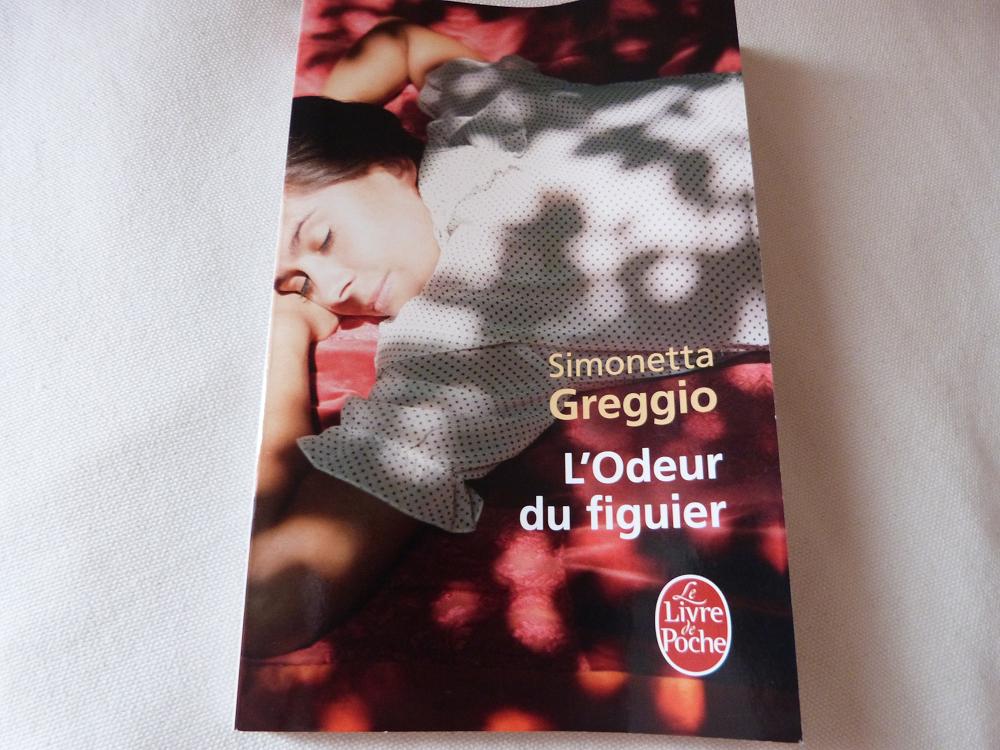 Simonetta
Greggio
L'Odeur
du figuier
Le
Livre
de
Poche